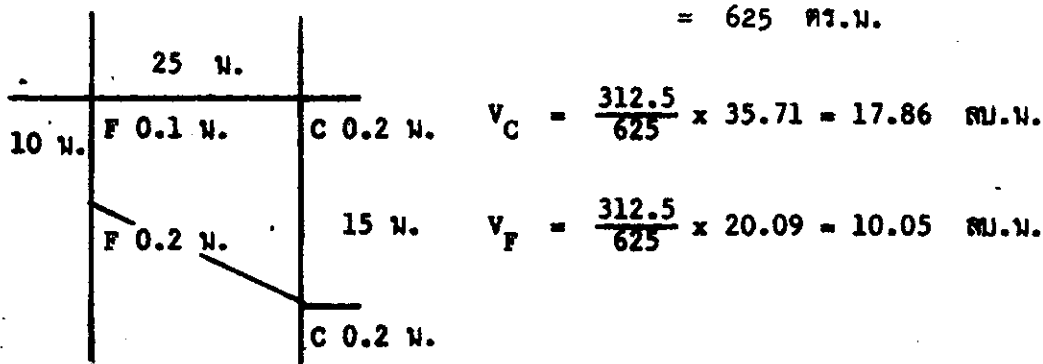 = 625 ตร.ม.
25 ม.
10 ม.
F 0.1 ม.
C 0.2 ม.
V_C = 312.5/625 x 35.71 = 17.86 ลบ.ม.
F 0.2 ม.
15 ม.
V_F = 312.5/625 x 20.09 = 10.05 ลบ.ม.
C 0.2 ม.